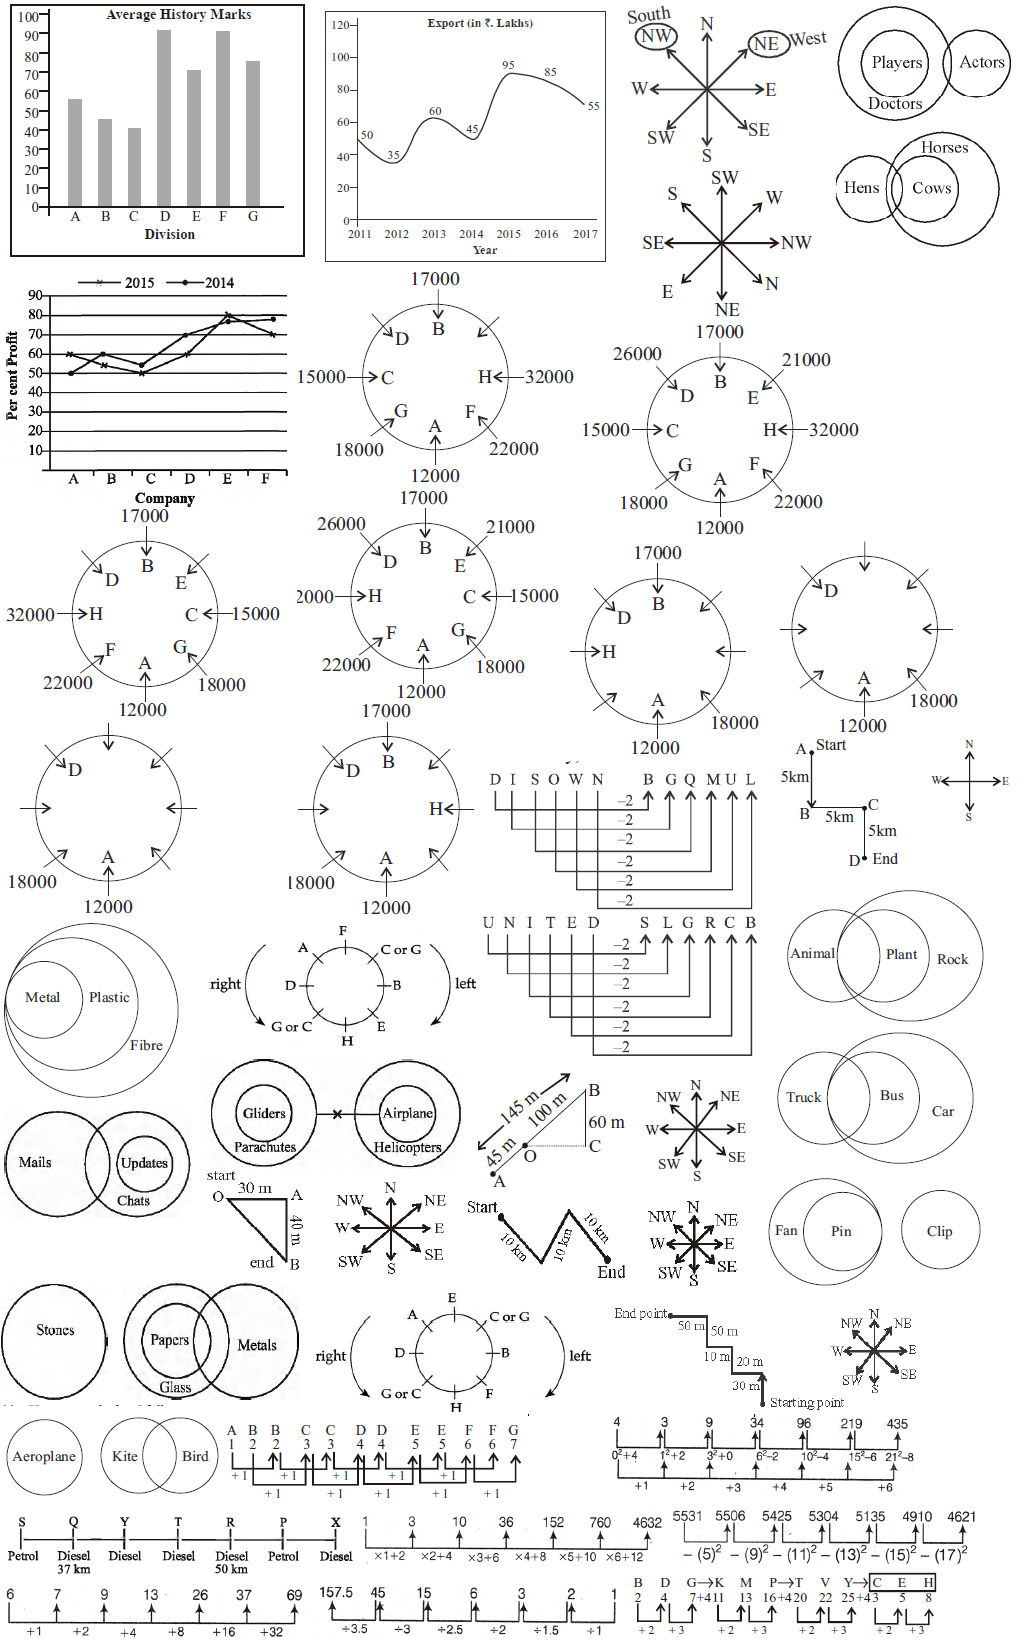 Average History Marks
100
90
80
70
60
50
40
30
20
10
0
A B C D E F G
Division
Export (in ₹. Lakhs)
120
100
80
60
40
20
0
50
35
60
45
95
85
55
2011 2012 2013 2014 2015 2016 2017
Year
South
NW
N
NE West
W E
SW S SE
S SW W
SE NW
E NE N
Players
Doctors
Actors
Horses
Hens Cows
2015 2014
Per cent Profit
90
80
70
60
50
40
30
20
10
A B C D E F
Company
17000
D B
15000 C H 32000
G A F
18000 22000
12000
17000
26000 21000
D B E
15000 C H 32000
G A F
18000 22000
12000
17000
D B E
32000 H C 15000
F A G
22000 18000
12000
17000
26000 21000
D B E
2000 H C 15000
F A G
22000 18000
12000
17000
D B
H
A
18000
12000
D
A
18000
12000
D
A
18000
12000
17000
D B
H
A
18000
12000
D I S O W N B G Q M U L
–2
–2
–2
–2
–2
–2
A Start
5km
B 5km C
5km
D End
N
W E
S
U N I T E D S L G R C B
–2
–2
–2
–2
–2
–2
Animal Plant Rock
Metal Plastic
Fibre
F
A C or G
right D B left
G or C E
H
Truck Bus Car
Gliders
Parachutes
Airplane
Helicopters
145 m
100 m
45 m
B
60 m
O C
A
N
NW NE
W E
SW SE
S
Mails Updates
Chats
start
O 30 m A
40 m
end B
N
NW NE
W E
SW SE
S
Start
10 km
10 km
10 km
End
N
NW NE
W E
SW SE
S
Fan Pin Clip
Stones Papers Metals
Glass
E
A C or G
right D B left
G or C F
H
End point
50 m 50 m
10 m 20 m
30 m
Starting point
N
NW NE
W E
SW SE
S
Aeroplane Kite Bird
A B B C C D D E E F F G
1 2 2 3 3 4 4 5 5 6 6 7
+1 +1 +1 +1 +1
+1 +1 +1 +1 +1
4 3 9 34 96 219 435
0²+4 1²+2 3²+0 6²–2 10²–4 15²–6 21²–8
+1 +2 +3 +4 +5 +6
S Q Y T R P X
Petrol Diesel Diesel Diesel Diesel Petrol Diesel
37 km 50 km
1 3 10 36 152 760 4632
×1+2 ×2+4 ×3+6 ×4+8 ×5+10 ×6+12
5531 5506 5425 5304 5135 4910 4621
– (5)² – (9)² – (11)² – (13)² – (15)² – (17)²
6 7 9 13 26 37 69
+1 +2 +4 +8 +16 +32
157.5 45 15 6 3 2 1
÷3.5 ÷3 ÷2.5 ÷2 ÷1.5 ÷1
B D G→K M P→T V Y→C E H
2 4 7+4 11 13 16+4 20 22 25+4 3 5 8
+2 +3 +2 +3 +2 +3 +2 +3